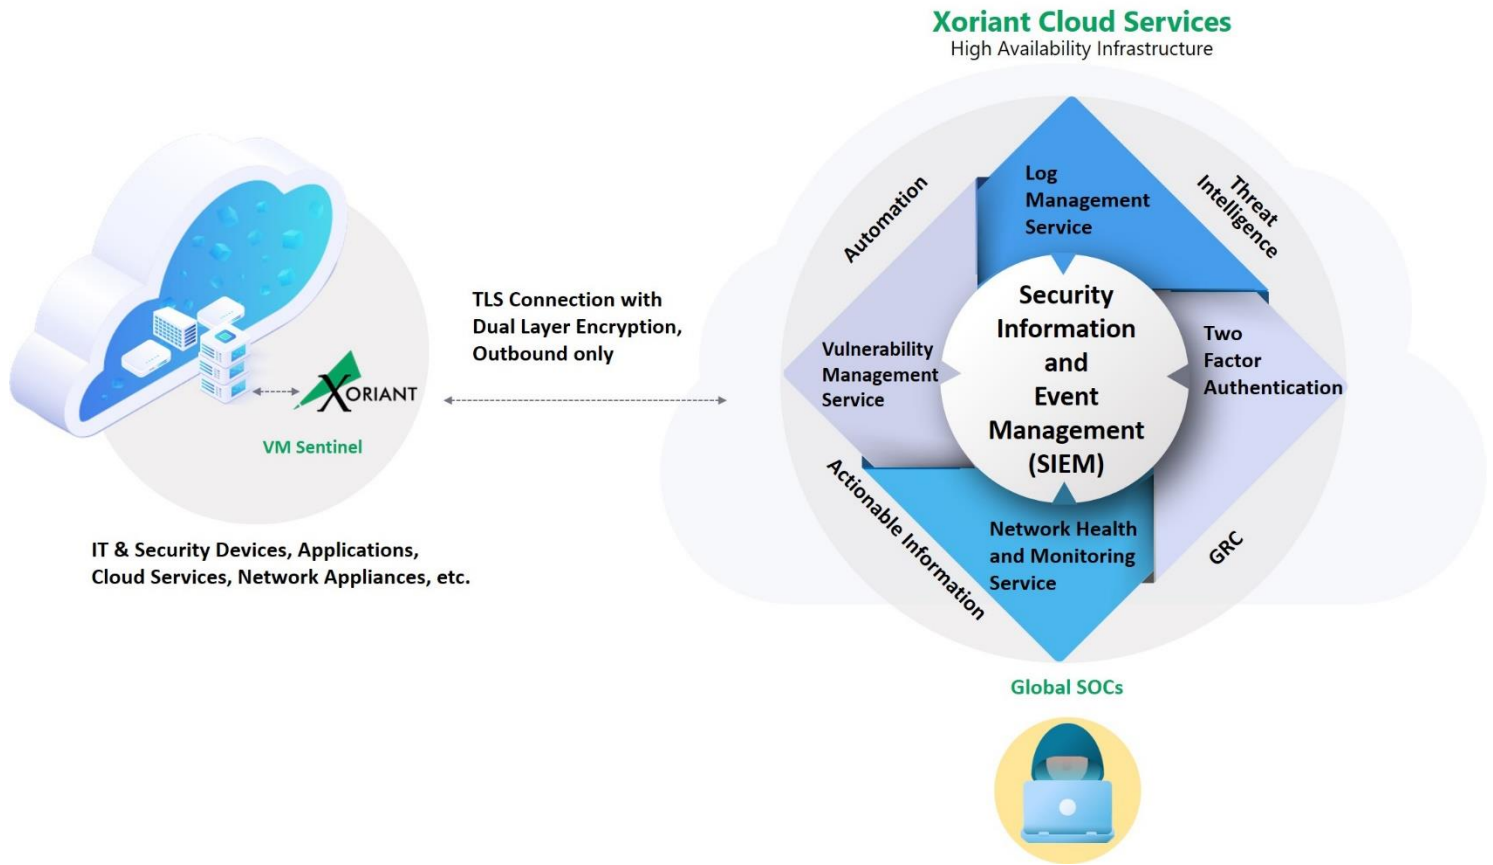 Xoriant Cloud Services
High Availability Infrastructure
Automation
Threat
Intelligence
Log
Management
Service
Security
Information
and
Event
Management
(SIEM)
Vulnerability
Management
Service
Two
Factor
Authentication
Network Health
and Monitoring
Service
Actionable Information
GRC
TLS Connection with
Dual Layer Encryption,
Outbound only
XORIANT
VM Sentinel
IT & Security Devices, Applications,
Cloud Services, Network Appliances, etc.
Global SOCs